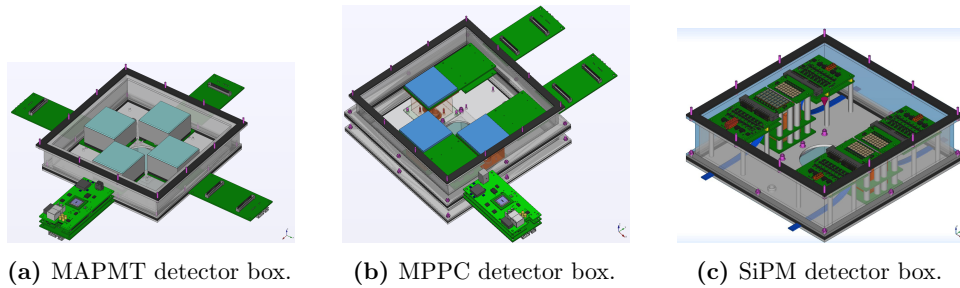 (a) MAPMT detector box.
(b) MPPC detector box.
(c) SiPM detector box.